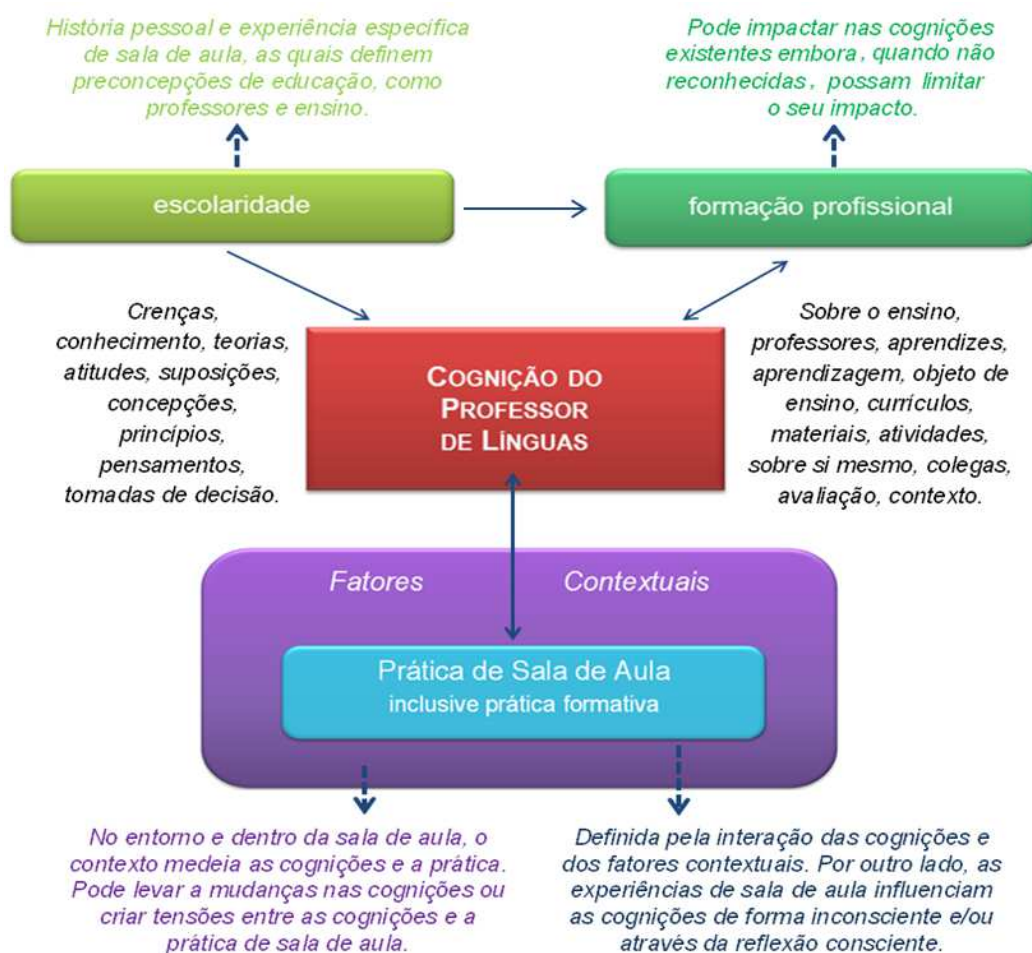 História pessoal e experiência específica
de sala de aula, as quais definem
preconcepções de educação, como
professores e ensino.
Pode impactar nas cognições
existentes embora, quando não
reconhecidas, possam limitar
o seu impacto.
escolaridade
formação profissional
Crenças,
conhecimento, teorias,
atitudes, suposições,
concepções,
princípios,
pensamentos,
tomadas de decisão.
COGNIÇÃO DO
PROFESSOR
DE LÍNGUAS
Sobre o ensino,
professores, aprendizes,
aprendizagem, objeto de
ensino, currículos,
materiais, atividades,
sobre si mesmo, colegas,
avaliação, contexto.
Fatores Contextuais
Prática de Sala de Aula
inclusive prática formativa
No entorno e dentro da sala de aula, o
contexto medeia as cognições e a prática.
Pode levar a mudanças nas cognições ou
criar tensões entre as cognições e a
prática de sala de aula.
Definida pela interação das cognições e
dos fatores contextuais. Por outro lado, as
experiências de sala de aula influenciam
as cognições de forma inconsciente e/ou
através da reflexão consciente.